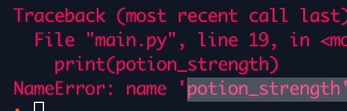 Traceback (most recent call last)
File "main.py", line 19, in <mo
print(potion_strength)
NameError: name 'potion_strength'